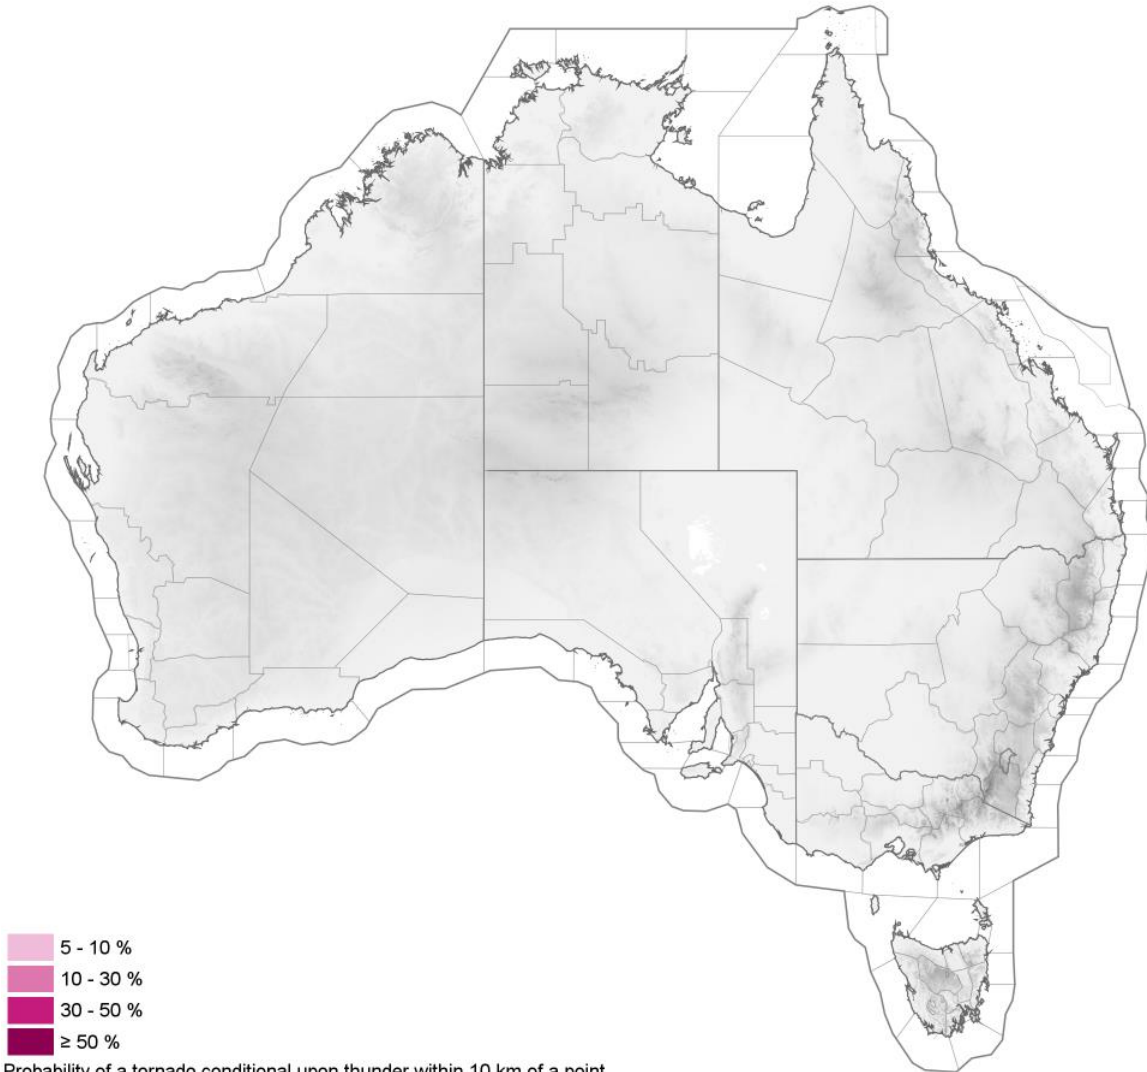 5 - 10 %
10 - 30 %
30 - 50 %
≥ 50 %
Probability of a tornado conditional upon thunder within 10 km of a point